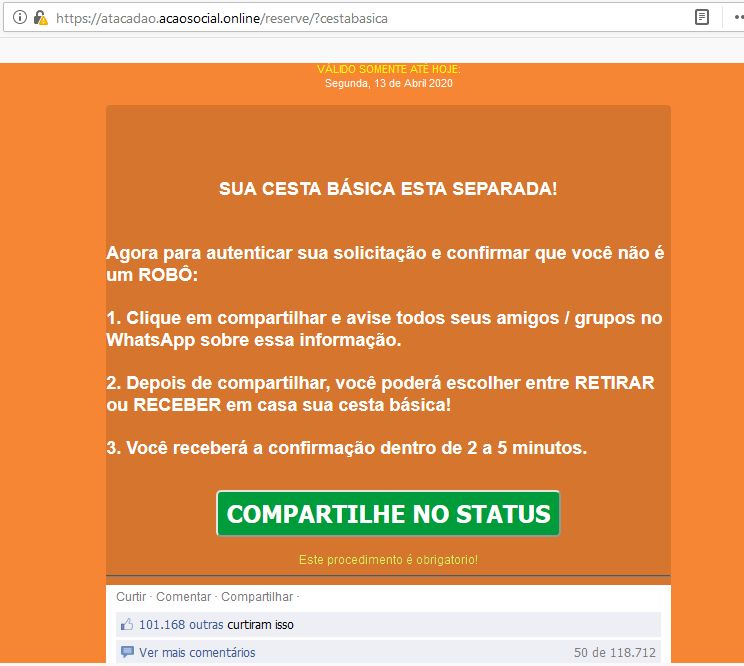 https://atacadao.acaosocial.online/reserve/?cestabasica
VÁLIDO SOMENTE ATÉ HOJE:
Segunda, 13 de Abril 2020
SUA CESTA BÁSICA ESTA SEPARADA!
Agora para autenticar sua solicitação e confirmar que você não é
um ROBÔ:
1. Clique em compartilhar e avise todos seus amigos / grupos no
WhatsApp sobre essa informação.
2. Depois de compartilhar, você poderá escolher entre RETIRAR
ou RECEBER em casa sua cesta básica!
3. Você receberá a confirmação dentro de 2 a 5 minutos.
COMPARTILHE NO STATUS
Este procedimento é obrigatorio!
Curtir · Comentar · Compartilhar ·
101.168 outras curtiram isso
Ver mais comentários 50 de 118.712